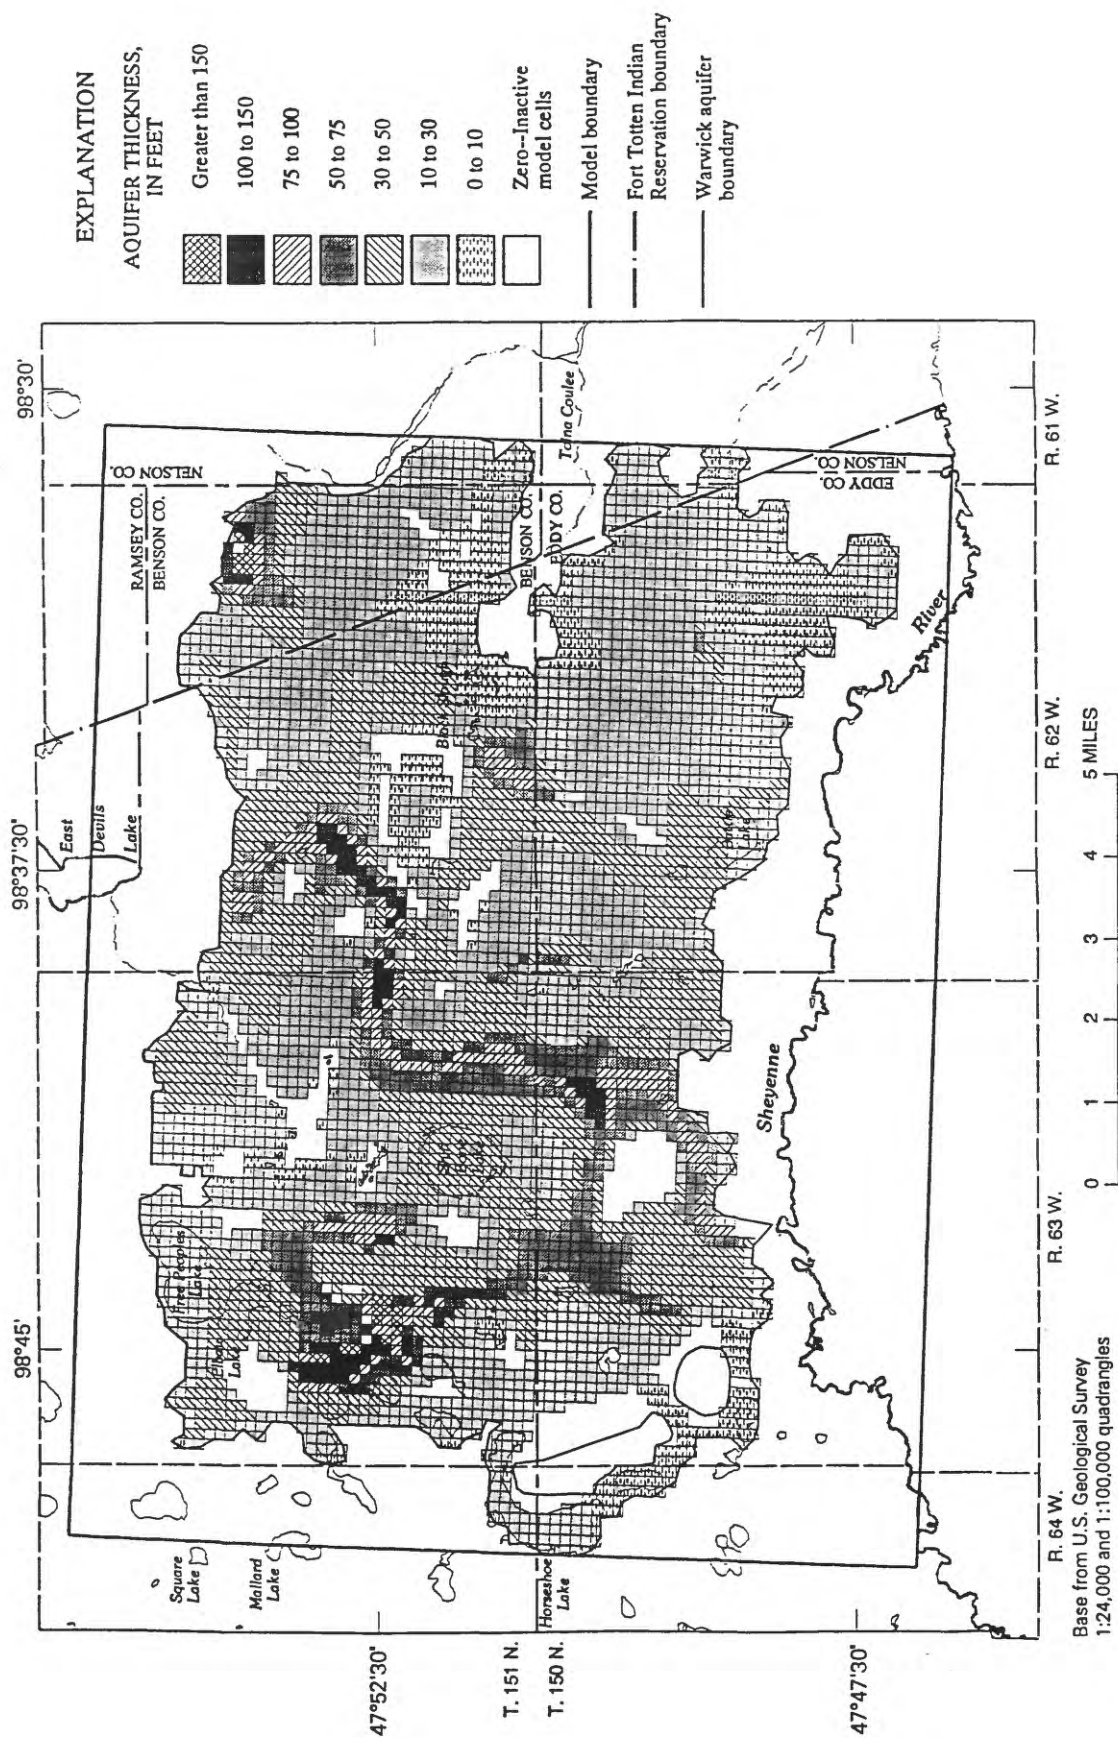 EXPLANATION
AQUIFER THICKNESS,
IN FEET
Greater than 150
100 to 150
75 to 100
50 to 75
30 to 50
10 to 30
0 to 10
Zero--Inactive
model cells
Model boundary
Fort Totten Indian
Reservation boundary
Warwick aquifer
boundary
98°45'
98°37'30"
98°30'
47°52'30"
T. 151 N.
T. 150 N.
47°47'30"
East
Devils
Lake
RAMSEY CO.
BENSON CO.
NELSON CO.
Square
Lake
Mallard
Lake
Free Peoples
Lake
Lake
Horseshoe
Lake
Black
BENSON CO.
EDDY CO.
Tolna Coulee
Lake
NELSON CO.
EDDY CO.
Sheyenne
River
R. 64 W.
R. 63 W.
R. 62 W.
R. 61 W.
0 1 2 3 4 5 MILES
Base from U.S. Geological Survey
1:24,000 and 1:100,000 quadrangles